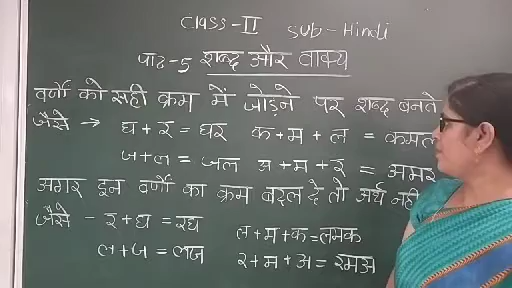 Class-II Sub-Hindi
पाठ-5 शब्द और वाक्य
वर्णों को सही क्रम में जोड़ने पर शब्द बनते
जैसे → घ + र = घर क + म + ल = कमल
ज + ल = जल अ + म + र = अमर
अगर इन वर्णों का क्रम बदल दे तो अर्थ नही
जैसे - र + घ = रघ ल + म + क = लमक
ल + ज = लज र + म + अ = रमअ